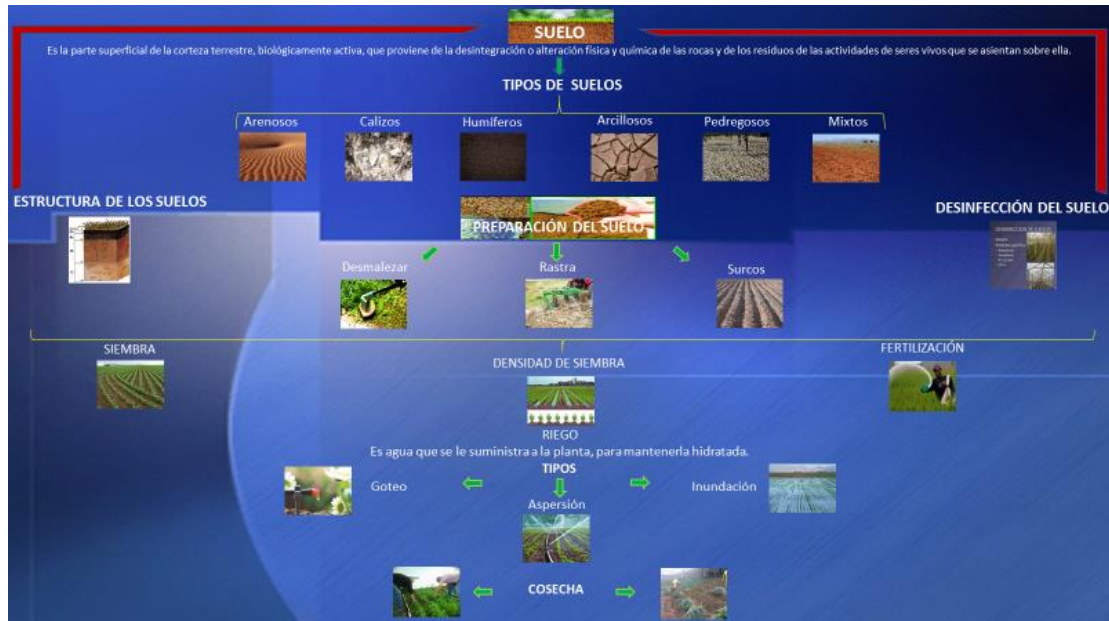 SUELO
Es la parte superficial de la corteza terrestre, biológicamente activa, que proviene de la desintegración o alteración física y química de las rocas y de los residuos de las actividades de seres vivos que se asientan sobre ella.
TIPOS DE SUELOS
Arenosos
Calizos
Humíferos
Arcillosos
Pedregosos
Mixtos
ESTRUCTURA DE LOS SUELOS
PREPARACIÓN DEL SUELO
DESINFECCIÓN DEL SUELO
Desmalezar
Rastra
Surcos
SIEMBRA
DENSIDAD DE SIEMBRA
FERTILIZACIÓN
RIEGO
Es agua que se le suministra a la planta, para mantenerla hidratada.
TIPOS
Goteo
Inundación
Aspersión
COSECHA